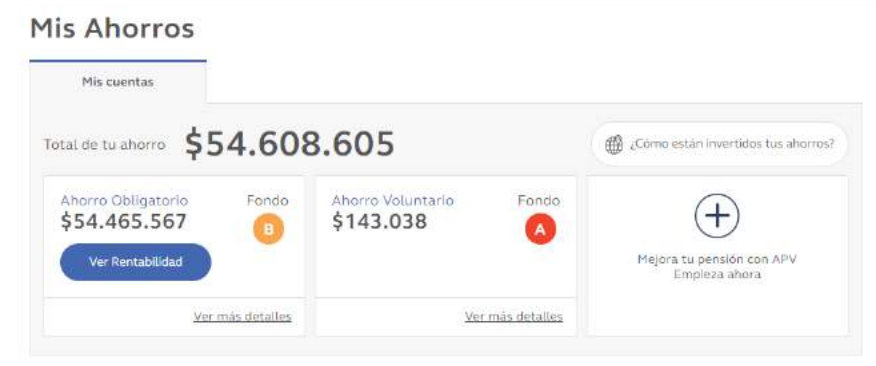 Mis Ahorros
Mis cuentas
Total de tu ahorro $54.608.605
¿Cómo están invertidos tus ahorros?
Ahorro Obligatorio Fondo
$54.465.567 B
Ver Rentabilidad
Ver más detalles
Ahorro Voluntario Fondo
$143.038 A
Ver más detalles
Mejora tu pensión con APV
Empieza ahora